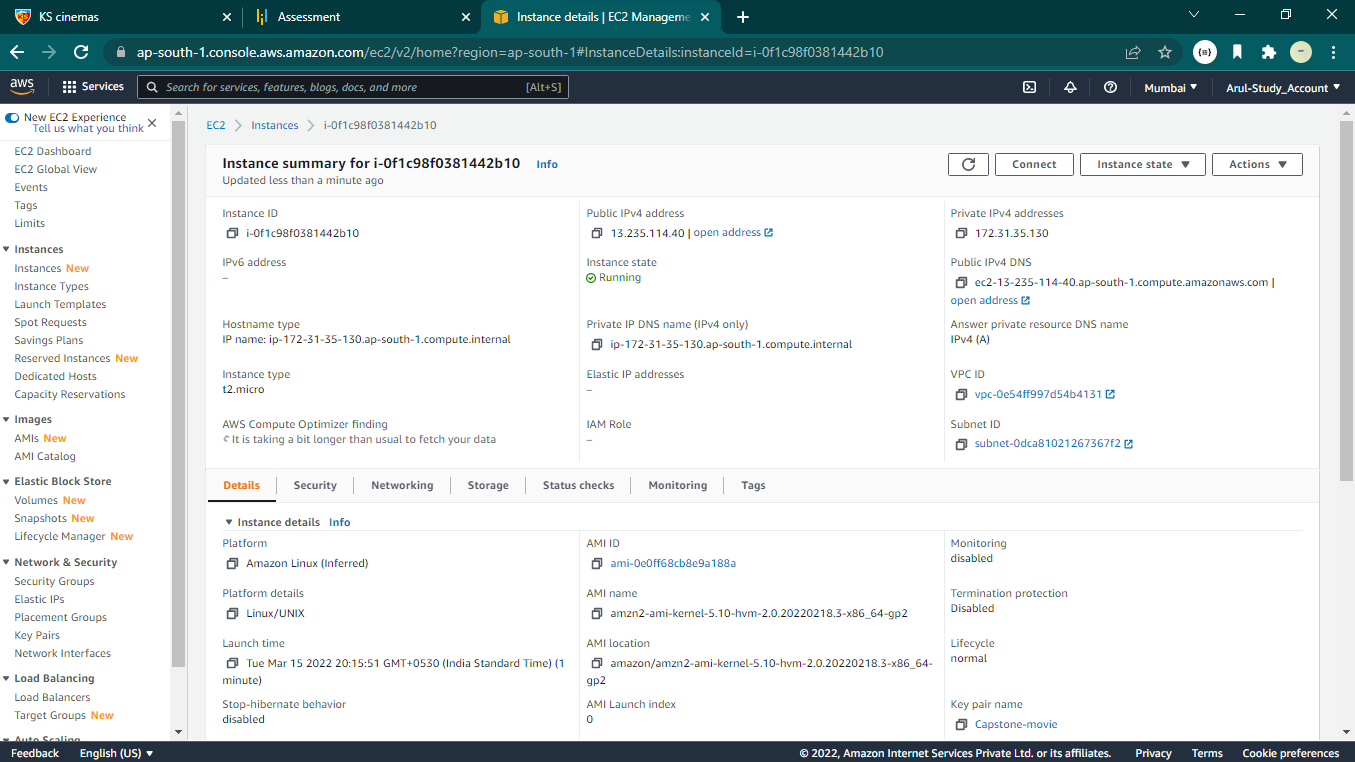 KS cinemas
Assessment
Instance details | EC2 Manageme
ap-south-1.console.aws.amazon.com/ec2/v2/home?region=ap-south-1#InstanceDetails:instanceId=i-0f1c98f0381442b10
aws
Services
Search for services, features, blogs, docs, and more
[Alt+S]
Mumbai
Arul-Study_Account
New EC2 Experience
Tell us what you think
EC2 Dashboard
EC2 Global View
Events
Tags
Limits
Instances
Instances New
Instance Types
Launch Templates
Spot Requests
Savings Plans
Reserved Instances New
Dedicated Hosts
Capacity Reservations
Images
AMIs New
AMI Catalog
Elastic Block Store
Volumes New
Snapshots New
Lifecycle Manager New
Network & Security
Security Groups
Elastic IPs
Placement Groups
Key Pairs
Network Interfaces
Load Balancing
Load Balancers
Target Groups New
Auto Scaling
EC2 > Instances > i-0f1c98f0381442b10
Instance summary for i-0f1c98f0381442b10 Info
Updated less than a minute ago
Connect
Instance state
Actions
Instance ID
i-0f1c98f0381442b10
Public IPv4 address
13.235.114.40 | open address
Private IPv4 addresses
172.31.35.130
IPv6 address
–
Instance state
Running
Public IPv4 DNS
ec2-13-235-114-40.ap-south-1.compute.amazonaws.com |
open address
Hostname type
IP name: ip-172-31-35-130.ap-south-1.compute.internal
Private IP DNS name (IPv4 only)
ip-172-31-35-130.ap-south-1.compute.internal
Answer private resource DNS name
IPv4 (A)
Instance type
t2.micro
Elastic IP addresses
–
VPC ID
vpc-0e54ff997d54b4131
AWS Compute Optimizer finding
It is taking a bit longer than usual to fetch your data
IAM Role
–
Subnet ID
subnet-0dca81021267367f2
Details
Security
Networking
Storage
Status checks
Monitoring
Tags
Instance details Info
Platform
Amazon Linux (Inferred)
AMI ID
ami-0e0ff68cb8e9a188a
Monitoring
disabled
Platform details
Linux/UNIX
AMI name
amzn2-ami-kernel-5.10-hvm-2.0.20220218.3-x86_64-gp2
Termination protection
Disabled
Launch time
Tue Mar 15 2022 20:15:51 GMT+0530 (India Standard Time) (1
minute)
AMI location
amazon/amzn2-ami-kernel-5.10-hvm-2.0.20220218.3-x86_64-
gp2
Lifecycle
normal
Stop-hibernate behavior
disabled
AMI Launch index
0
Key pair name
Capstone-movie
Feedback
English (US)
© 2022, Amazon Internet Services Private Ltd. or its affiliates.
Privacy
Terms
Cookie preferences